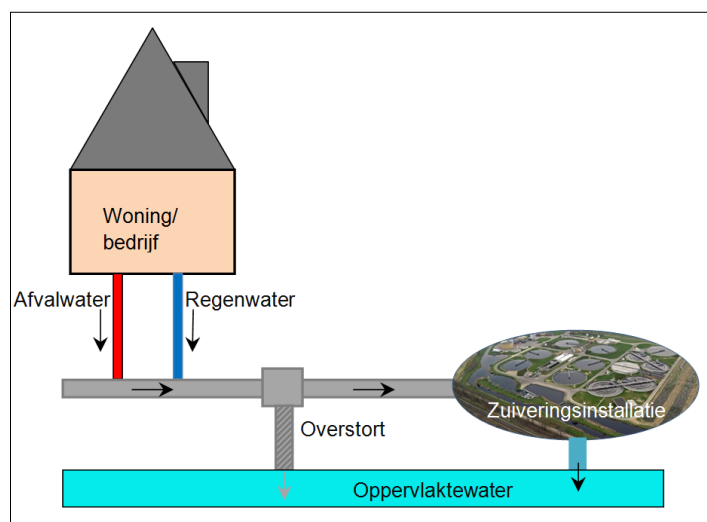 Woning/
bedrijf
Afvalwater
Regenwater
Zuiveringsinstallatie
Overstort
Oppervlaktewater